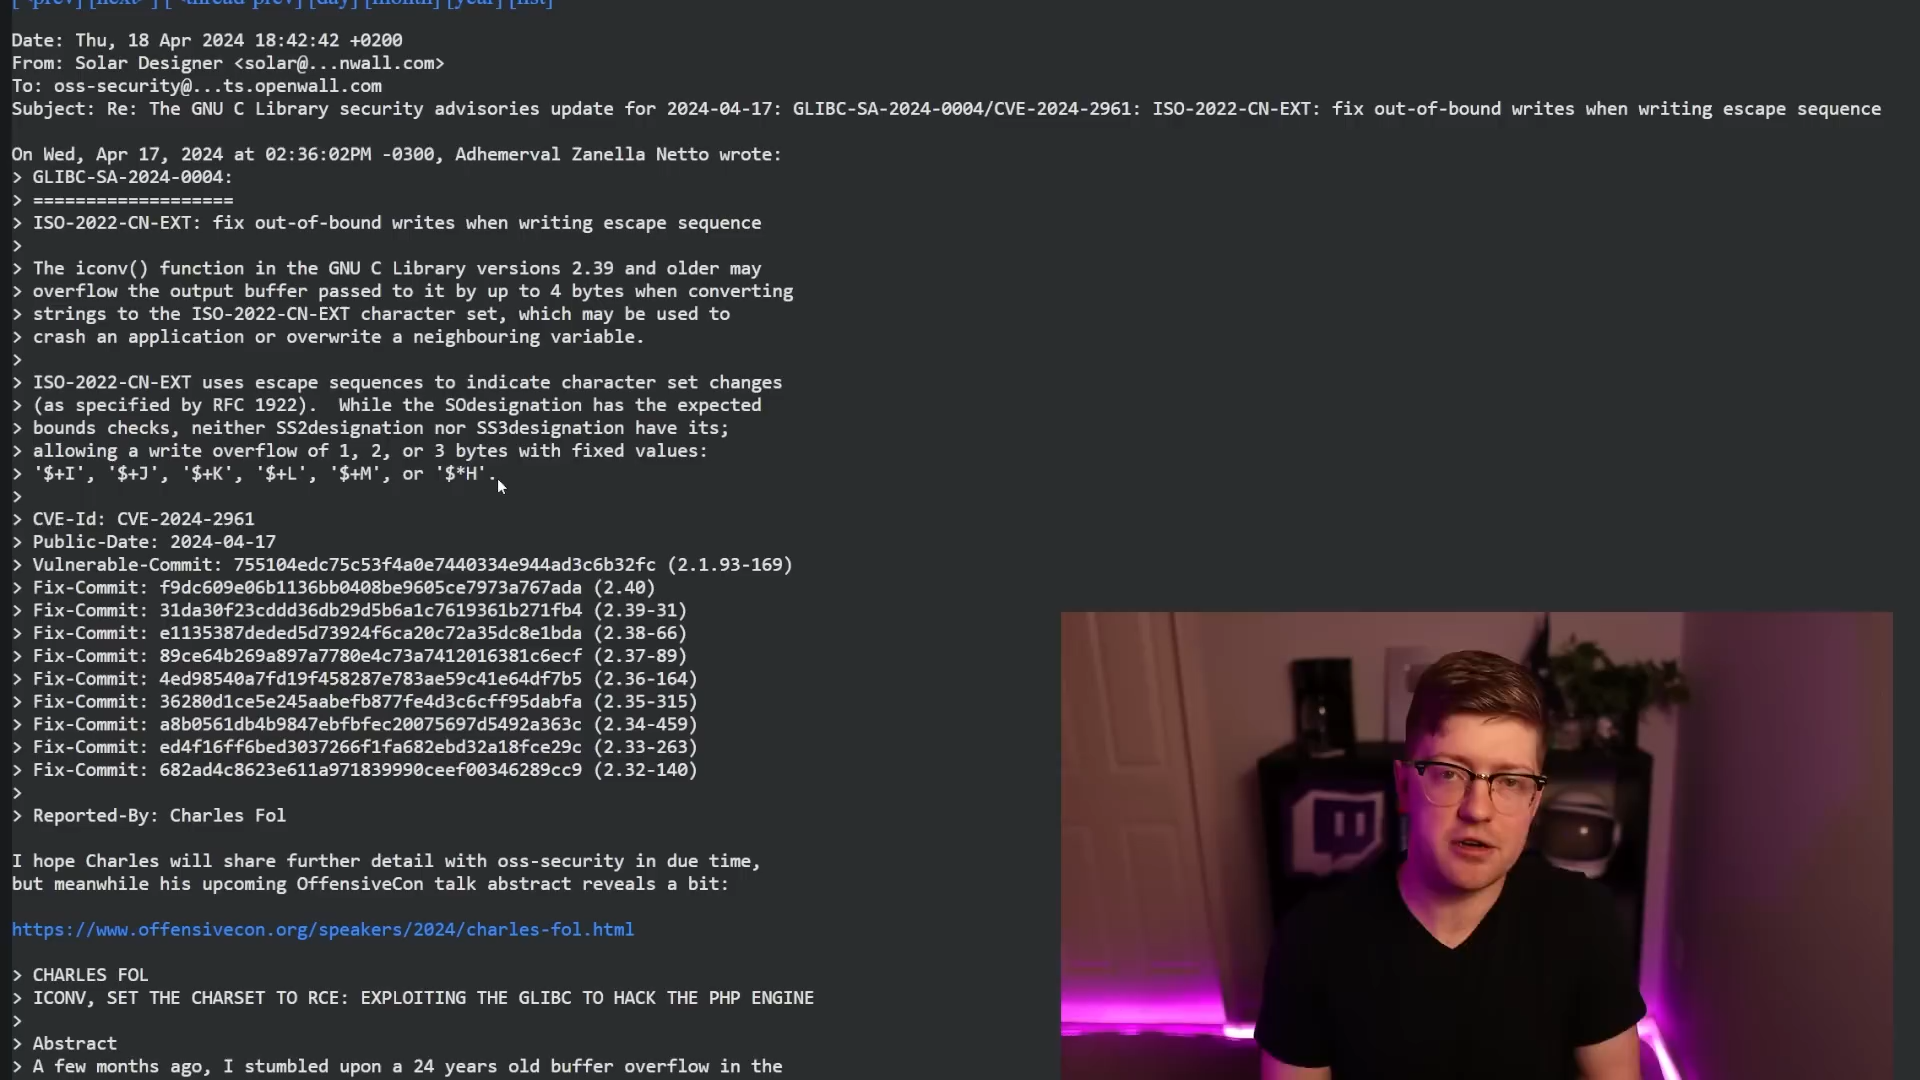 [<prev] [next>] [<thread-prev] [day] [month] [year] [list]
Date: Thu, 18 Apr 2024 18:42:42 +0200
From: Solar Designer <solar@...nwall.com>
To: oss-security@...ts.openwall.com
Subject: Re: The GNU C Library security advisories update for 2024-04-17: GLIBC-SA-2024-0004/CVE-2024-2961: ISO-2022-CN-EXT: fix out-of-bound writes when writing escape sequence
On Wed, Apr 17, 2024 at 02:36:02PM -0300, Adhemerval Zanella Netto wrote:
> GLIBC-SA-2024-0004:
> ===================
> ISO-2022-CN-EXT: fix out-of-bound writes when writing escape sequence
>
> The iconv() function in the GNU C Library versions 2.39 and older may
> overflow the output buffer passed to it by up to 4 bytes when converting
> strings to the ISO-2022-CN-EXT character set, which may be used to
> crash an application or overwrite a neighbouring variable.
>
> ISO-2022-CN-EXT uses escape sequences to indicate character set changes
> (as specified by RFC 1922).  While the SOdesignation has the expected
> bounds checks, neither SS2designation nor SS3designation have its;
> allowing a write overflow of 1, 2, or 3 bytes with fixed values:
> '$+I', '$+J', '$+K', '$+L', '$+M', or '$*H'.
>
> CVE-Id: CVE-2024-2961
> Public-Date: 2024-04-17
> Vulnerable-Commit: 755104edc75c53f4a0e7440334e944ad3c6b32fc (2.1.93-169)
> Fix-Commit: f9dc609e06b1136bb0408be9605ce7973a767ada (2.40)
> Fix-Commit: 31da30f23cddd36db29d5b6a1c7619361b271fb4 (2.39-31)
> Fix-Commit: e1135387deded5d73924f6ca20c72a35dc8e1bda (2.38-66)
> Fix-Commit: 89ce64b269a897a7780e4c73a7412016381c6ecf (2.37-89)
> Fix-Commit: 4ed98540a7fd19f458287e783ae59c41e64df7b5 (2.36-164)
> Fix-Commit: 36280d1ce5e245aabefb877fe4d3c6cff95dabfa (2.35-315)
> Fix-Commit: a8b0561db4b9847ebfbfec20075697d5492a363c (2.34-459)
> Fix-Commit: ed4f16ff6bed3037266f1fa682ebd32a18fce29c (2.33-263)
> Fix-Commit: 682ad4c8623e611a971839990ceef00346289cc9 (2.32-140)
>
> Reported-By: Charles Fol
I hope Charles will share further detail with oss-security in due time,
but meanwhile his upcoming OffensiveCon talk abstract reveals a bit:
https://www.offensivecon.org/speakers/2024/charles-fol.html
> CHARLES FOL
> ICONV, SET THE CHARSET TO RCE: EXPLOITING THE GLIBC TO HACK THE PHP ENGINE
>
> Abstract
> A few months ago, I stumbled upon a 24 years old buffer overflow in the